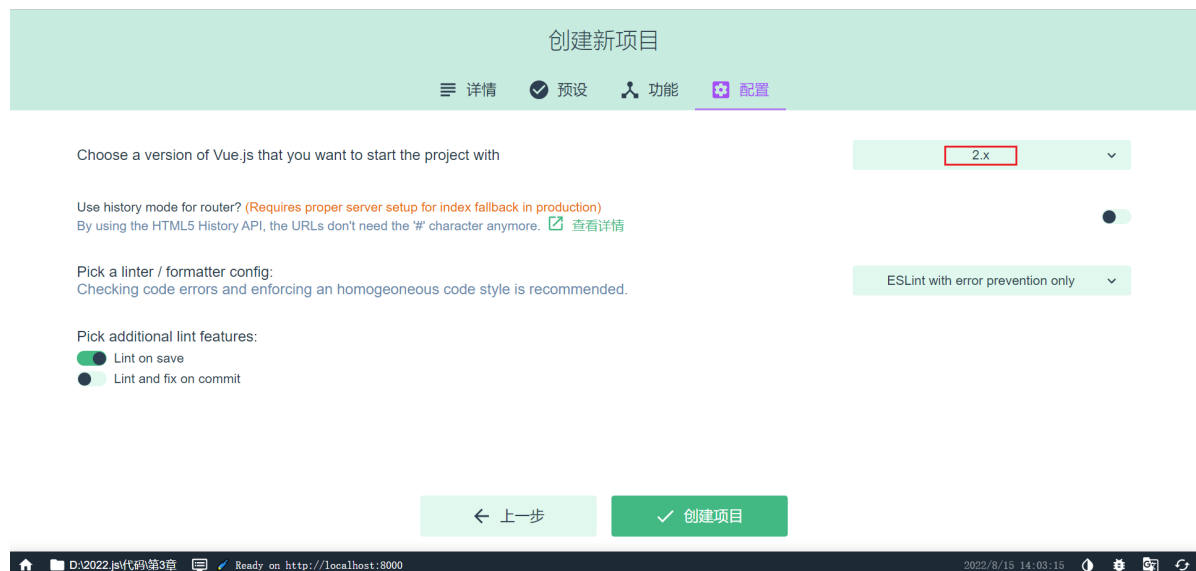 创建新项目
详情 预设 功能 配置
Choose a version of Vue.js that you want to start the project with 2.x
Use history mode for router? (Requires proper server setup for index fallback in production)
By using the HTML5 History API, the URLs don't need the '#' character anymore. 查看详情
Pick a linter / formatter config:
Checking code errors and enforcing an homogeoneous code style is recommended. ESLint with error prevention only
Pick additional lint features:
Lint on save
Lint and fix on commit
上一步 创建项目
D:\2022.js\代码\第3章 Ready on http://localhost:8000 2022/8/15 14:03:15